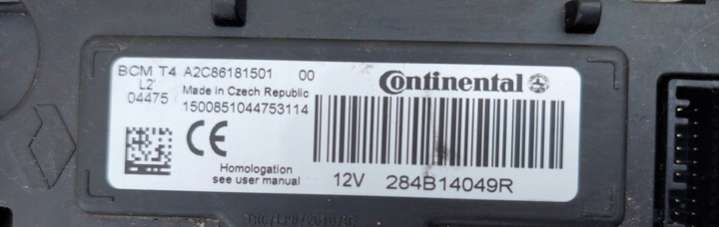 BCM T4 A2C86181501 00
L2'
Made in Czech Republic
04475
1500851044753114
Continental
CE
Homologation
see user manual
12V 284B14049R